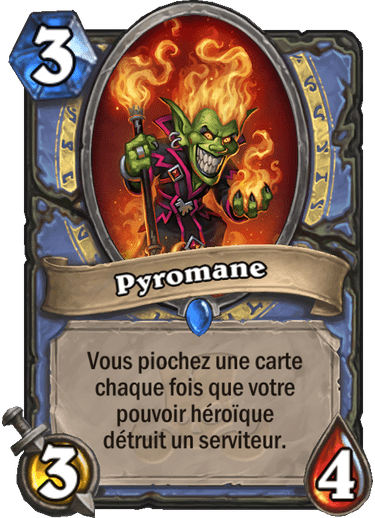 3
Pyromane
Vous piochez une carte
chaque fois que votre
pouvoir héroïque
détruit un serviteur.
3
4